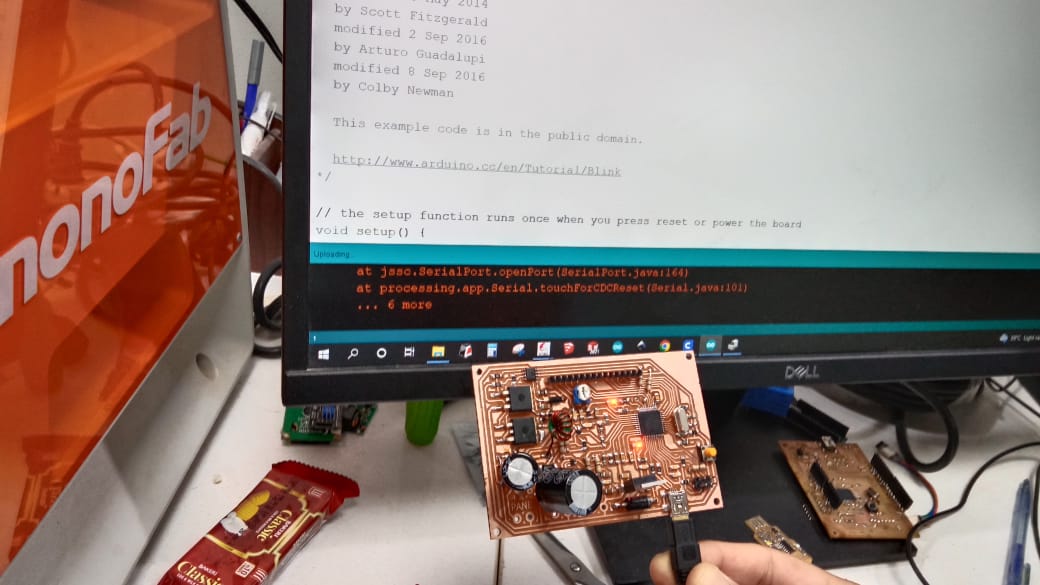 monoFab
by Scott Fitzgerald
modified 2 Sep 2016
by Arturo Guadalupi
modified 8 Sep 2016
by Colby Newman
This example code is in the public domain.
http://www.arduino.cc/en/Tutorial/Blink
*/
// the setup function runs once when you press reset or power the board
void setup() {
Uploading...
at jssc.SerialPort.openPort(SerialPort.java:164)
at processing.app.Serial.touchForCDCReset(Serial.java:101)
... 6 more
1
DELL
Classic
Classic